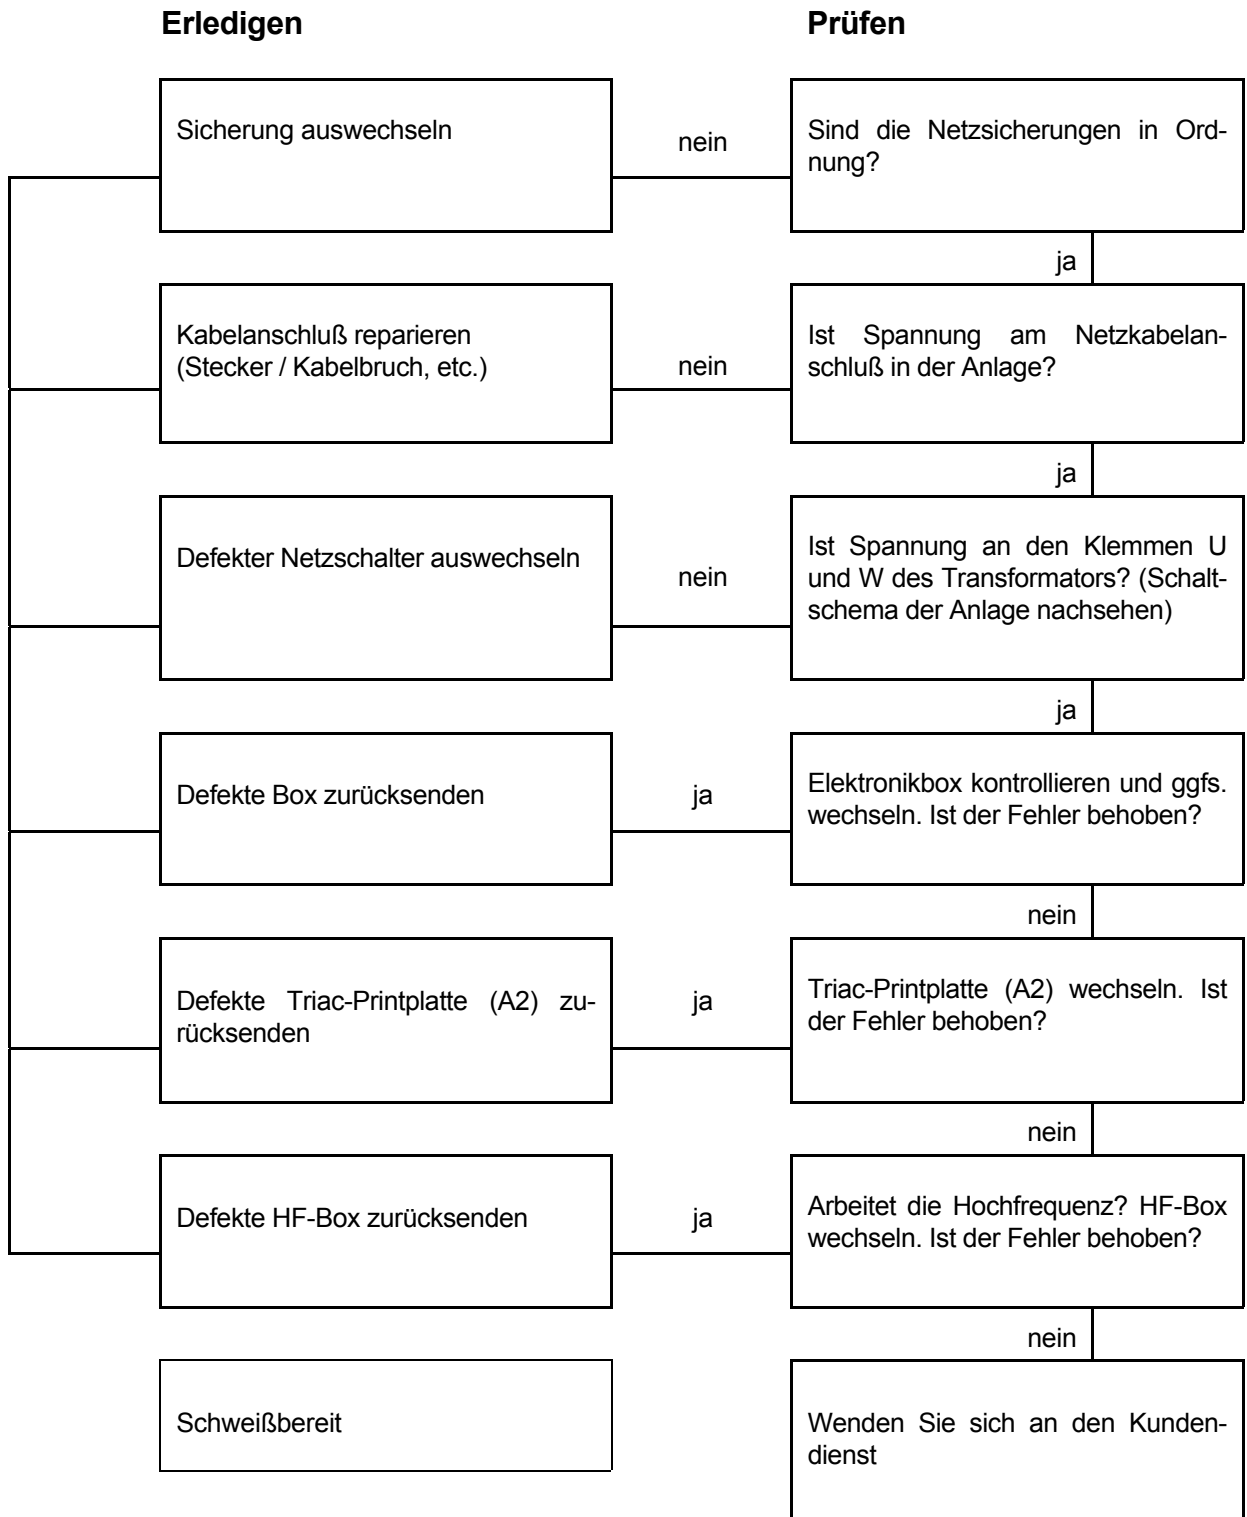 Erledigen
Prüfen
Sicherung auswechseln
nein
Sind die Netzsicherungen in Ord-
nung?
ja
Kabelanschluß reparieren
(Stecker / Kabelbruch, etc.)
nein
Ist Spannung am Netzkabelan-
schluß in der Anlage?
ja
Defekter Netzschalter auswechseln
nein
Ist Spannung an den Klemmen U
und W des Transformators? (Schalt-
schema der Anlage nachsehen)
ja
Defekte Box zurücksenden
ja
Elektronikbox kontrollieren und ggfs.
wechseln. Ist der Fehler behoben?
nein
Defekte Triac-Printplatte (A2) zu-
rücksenden
ja
Triac-Printplatte (A2) wechseln. Ist
der Fehler behoben?
nein
Defekte HF-Box zurücksenden
ja
Arbeitet die Hochfrequenz? HF-Box
wechseln. Ist der Fehler behoben?
nein
Schweißbereit
Wenden Sie sich an den Kunden-
dienst